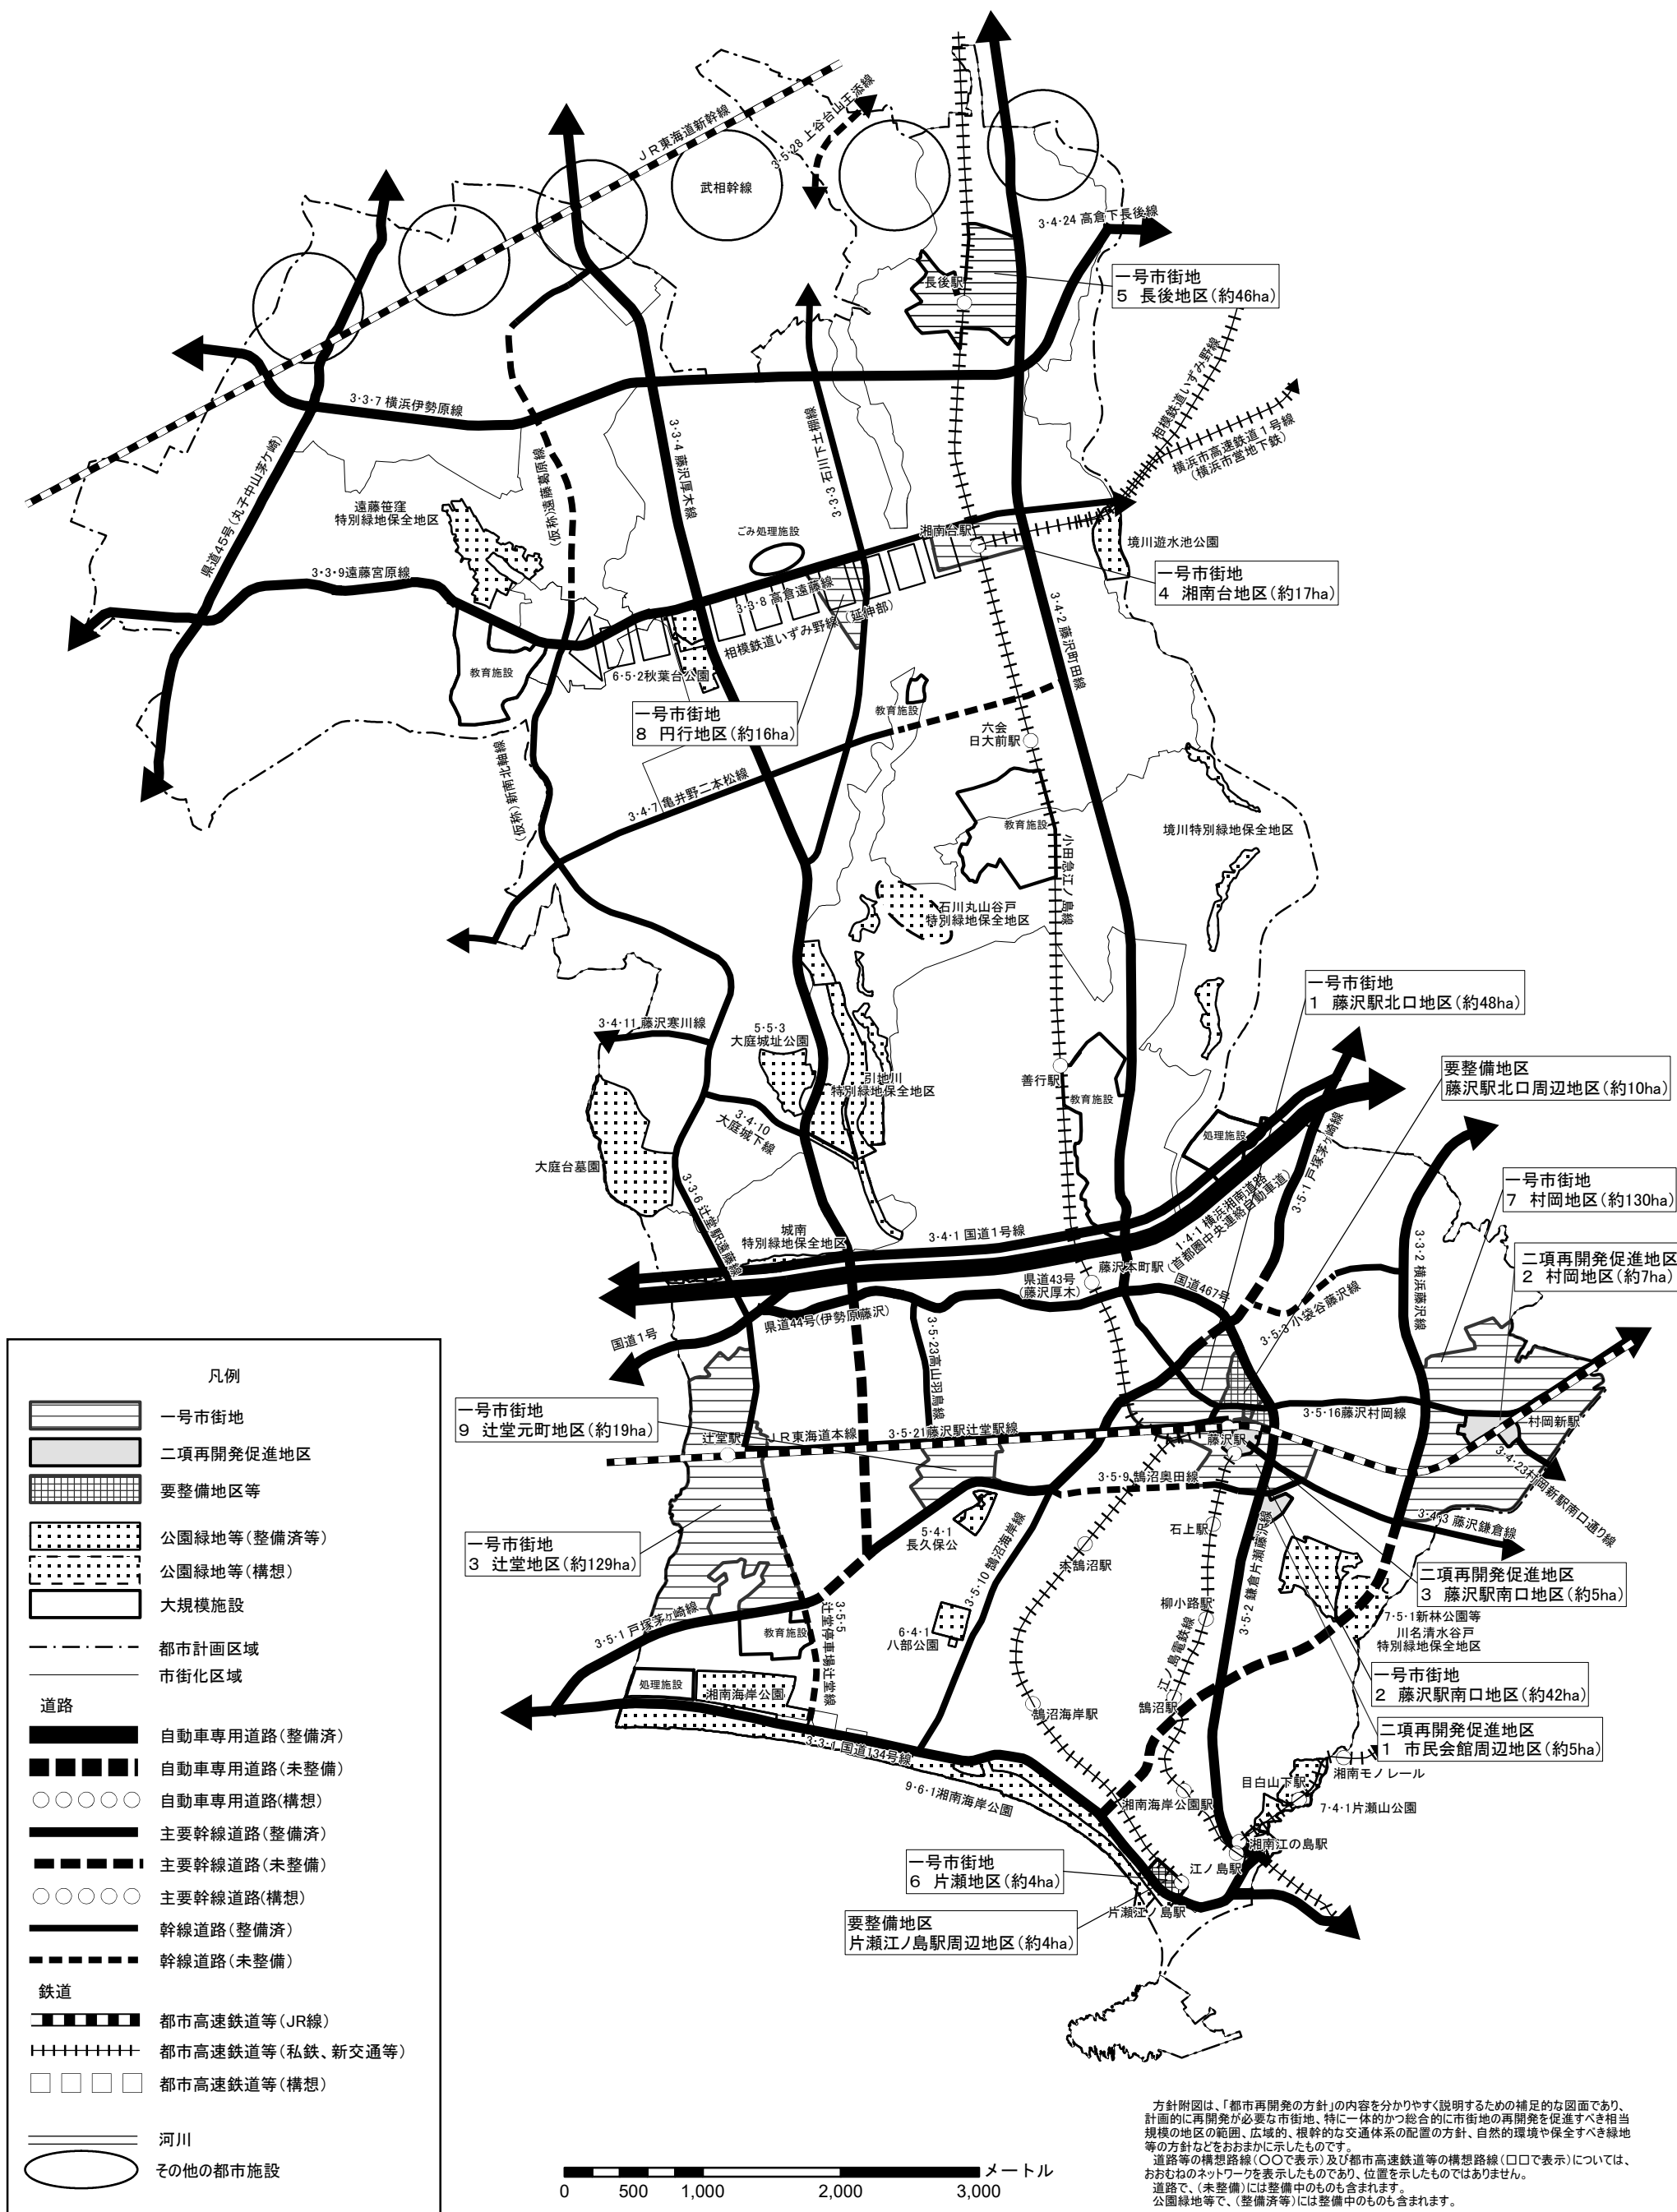 JR東海道新幹線
3・5・28 上谷台山王添線
武相幹線
3・4・24 高倉下長後線
長後駅
一号市街地
5 長後地区(約46ha)
3・3・7 横浜伊勢原線
県道45号(丸子中山茅ケ崎)
(仮称)遠藤葛原線
3・3・4 藤沢厚木線
3・3・3 石川下土棚線
相模鉄道いずみ野線
横浜市高速鉄道1号線
(横浜市営地下鉄)
遠藤笹窪
特別緑地保全地区
ごみ処理施設
湘南台駅
境川遊水池公園
3・3・9遠藤宮原線
一号市街地
4 湘南台地区(約17ha)
3・3・8 高倉遠藤線
相模鉄道いずみ野線(延伸部)
3・4・2 藤沢町田線
教育施設
6・5・2秋葉台公園
一号市街地
8 円行地区(約16ha)
教育施設
六会
日大前駅
(仮称)新南北軸線
3・4・7 亀井野二本松線
教育施設
小田急江ノ島線
境川特別緑地保全地区
石川丸山谷戸
特別緑地保全地区
一号市街地
1 藤沢駅北口地区(約48ha)
3・4・11 藤沢寒川線
5・5・3
大庭城址公園
引地川
特別緑地保全地区
善行駅
教育施設
要整備地区
藤沢駅北口周辺地区(約10ha)
3・4・10
大庭城下線
処理施設
3・5・1 戸塚茅ヶ崎線
大庭台墓園
一号市街地
7 村岡地区(約130ha)
3・3・6 辻堂駅遠藤線
城南
特別緑地保全地区
3・4・1 国道1号線
1・4・1 横浜湘南道路
(首都圏中央連絡自動車道)
3・3・2 横浜藤沢線
二項再開発促進地区
2 村岡地区(約7ha)
藤沢本町駅
県道43号
(藤沢厚木)
国道467号
県道44号(伊勢原藤沢)
国道1号
3・5・3 小袋谷藤沢線
3・5・23高山羽鳥線
一号市街地
9 辻堂元町地区(約19ha)
辻堂駅
JR東海道本線
3・5・21藤沢駅辻堂駅線
藤沢駅
3・5・16藤沢村岡線
村岡新駅
3・4・23村岡新駅南口通り線
3・5・9 鵠沼奥田線
3・4・3 藤沢鎌倉線
一号市街地
3 辻堂地区(約129ha)
5・4・1
長久保公
3・5・10 鵠沼海岸線
本鵠沼駅
石上駅
二項再開発促進地区
3 藤沢駅南口地区(約5ha)
柳小路駅
3・5・2 鎌倉片瀬藤沢線
3・5・1 戸塚茅ヶ崎線
3・5・5
辻堂停車場辻堂線
教育施設
6・4・1
八部公園
7・5・1新林公園等
川名清水谷戸
特別緑地保全地区
江ノ島電鉄線
一号市街地
2 藤沢駅南口地区(約42ha)
処理施設
湘南海岸公園
鵠沼海岸駅
鵠沼駅
二項再開発促進地区
1 市民会館周辺地区(約5ha)
3・3・1 国道134号線
湘南モノレール
目白山下駅
9・6・1湘南海岸公園
湘南海岸公園駅
7・4・1片瀬山公園
湘南江の島駅
江ノ島駅
一号市街地
6 片瀬地区(約4ha)
片瀬江ノ島駅
要整備地区
片瀬江ノ島駅周辺地区(約4ha)
凡例
一号市街地
二項再開発促進地区
要整備地区等
公園緑地等(整備済等)
公園緑地等(構想)
大規模施設
都市計画区域
市街化区域
道路
自動車専用道路(整備済)
自動車専用道路(未整備)
自動車専用道路(構想)
主要幹線道路(整備済)
主要幹線道路(未整備)
主要幹線道路(構想)
幹線道路(整備済)
幹線道路(未整備)
鉄道
都市高速鉄道等(JR線)
都市高速鉄道等(私鉄、新交通等)
都市高速鉄道等(構想)
河川
その他の都市施設
メートル
0 500 1,000 2,000 3,000
方針附図は、「都市再開発の方針」の内容を分かりやすく説明するための補足的な図面であり、
計画的に再開発が必要な市街地、特に一体的かつ総合的に市街地の再開発を促進すべき相当
規模の地区の範囲、広域的、根幹的な交通体系の配置の方針、自然的環境や保全すべき緑地
等の方針などをおおまかに示したものです。
道路等の構想路線(○○で表示)及び都市高速鉄道等の構想路線(□□で表示)については、
おおむねのネットワークを表示したものであり、位置を示したものではありません。
道路で、(未整備)には整備中のものも含まれます。
公園緑地等で、(整備済等)には整備中のものも含まれます。